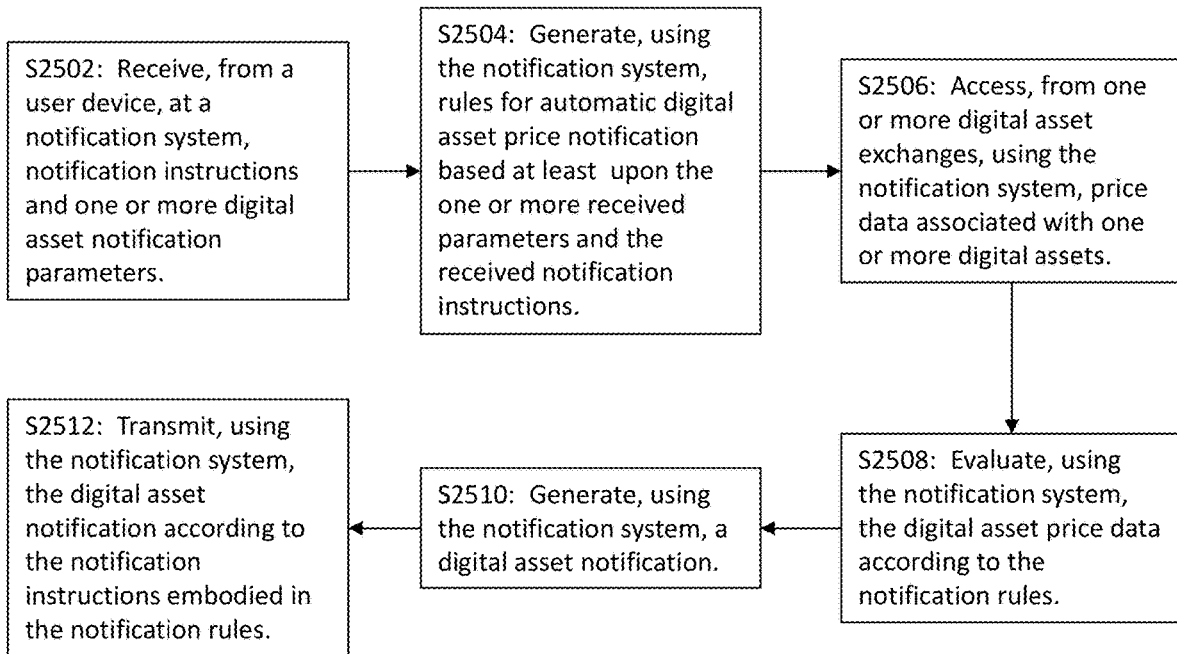 S2502:  Receive, from a
user device, at a
notification system,
notification instructions
and one or more digital
asset notification
parameters.
S2504:  Generate, using
the notification system,
rules for automatic digital
asset price notification
based at least  upon the
one or more received
parameters and the
received notification
instructions.
S2506:  Access, from one
or more digital asset
exchanges, using the
notification system, price
data associated with one
or more digital assets.
S2508:  Evaluate, using
the notification system,
the digital asset price data
according to the
notification rules.
S2510:  Generate, using
the notification system, a
digital asset notification.
S2512:  Transmit, using
the notification system,
the digital asset
notification according to
the notification
instructions embodied in
the notification rules.